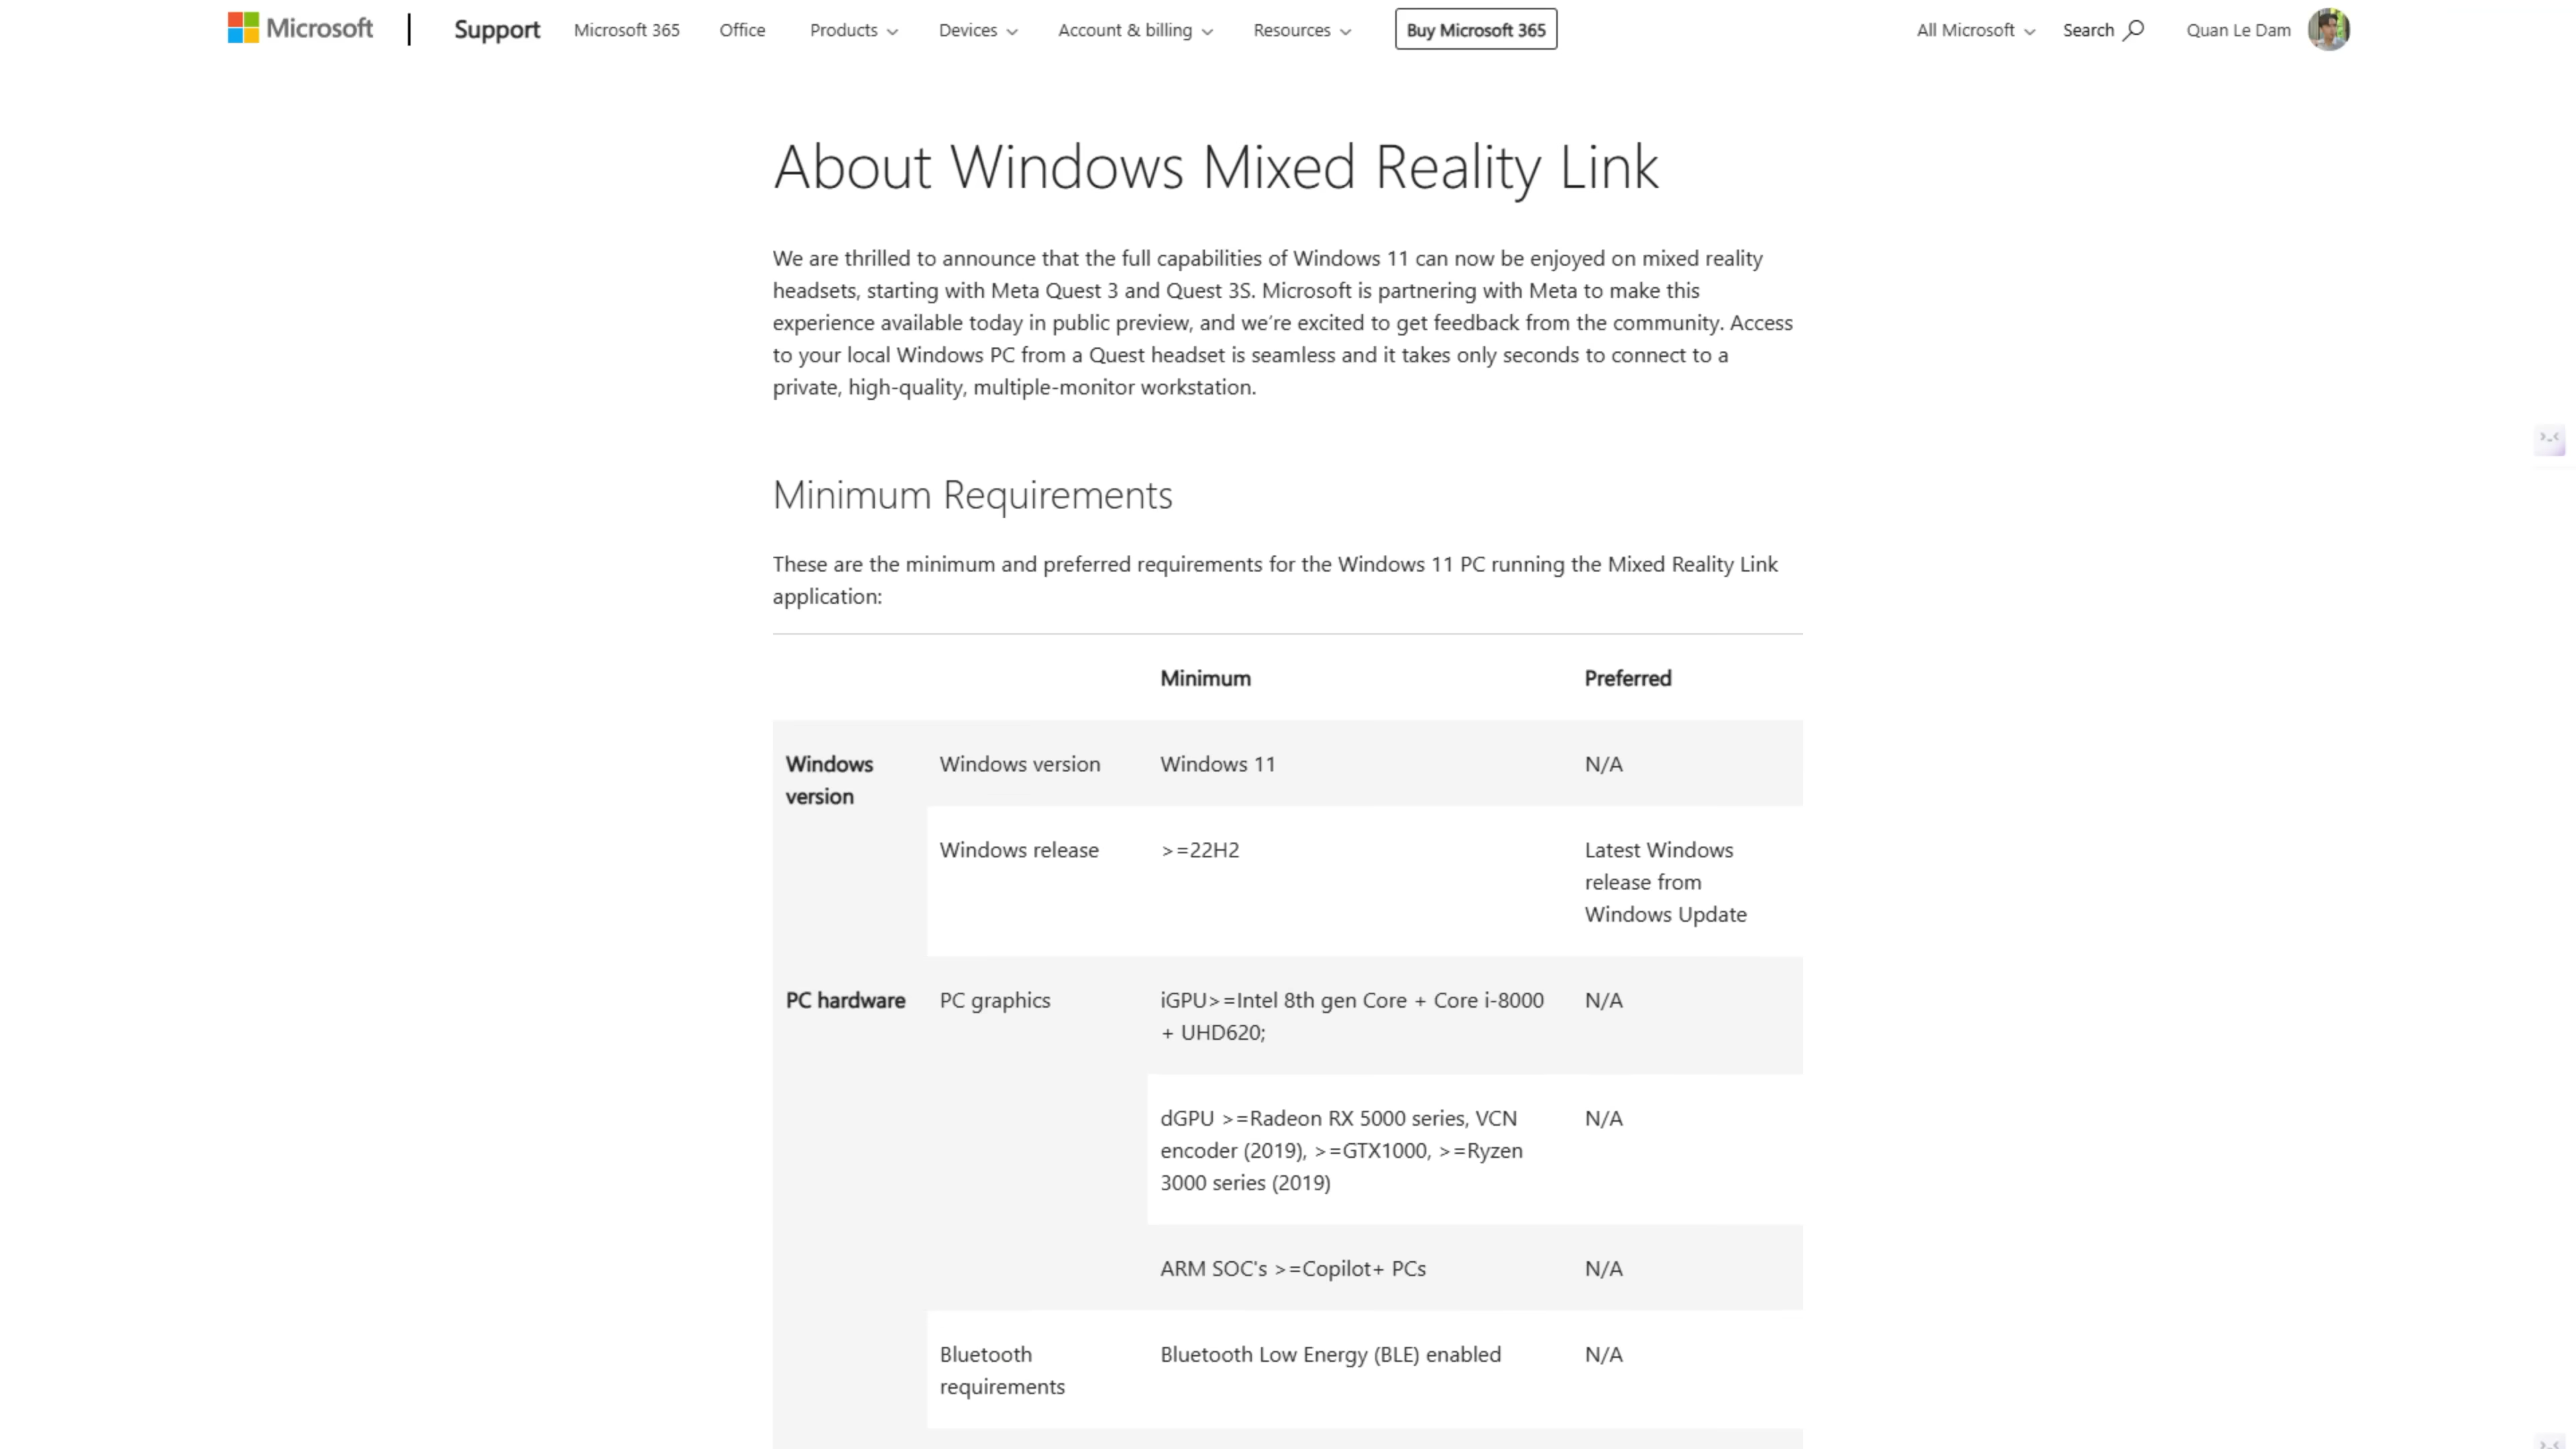 Microsoft
Support
Microsoft 365
Office
Products
Devices
Account & billing
Resources
Buy Microsoft 365
All Microsoft
Search
Quan Le Dam
About Windows Mixed Reality Link
We are thrilled to announce that the full capabilities of Windows 11 can now be enjoyed on mixed reality
headsets, starting with Meta Quest 3 and Quest 3S. Microsoft is partnering with Meta to make this
experience available today in public preview, and we're excited to get feedback from the community. Access
to your local Windows PC from a Quest headset is seamless and it takes only seconds to connect to a
private, high-quality, multiple-monitor workstation.
Minimum Requirements
These are the minimum and preferred requirements for the Windows 11 PC running the Mixed Reality Link
application:
Minimum
Preferred
Windows
version
Windows version
Windows 11
N/A
Windows release
>=22H2
Latest Windows
release from
Windows Update
PC hardware
PC graphics
iGPU>=Intel 8th gen Core + Core i-8000
+ UHD620;
N/A
dGPU >=Radeon RX 5000 series, VCN
encoder (2019), >=GTX1000, >=Ryzen
3000 series (2019)
N/A
ARM SOC's >=Copilot+ PCs
N/A
Bluetooth
requirements
Bluetooth Low Energy (BLE) enabled
N/A